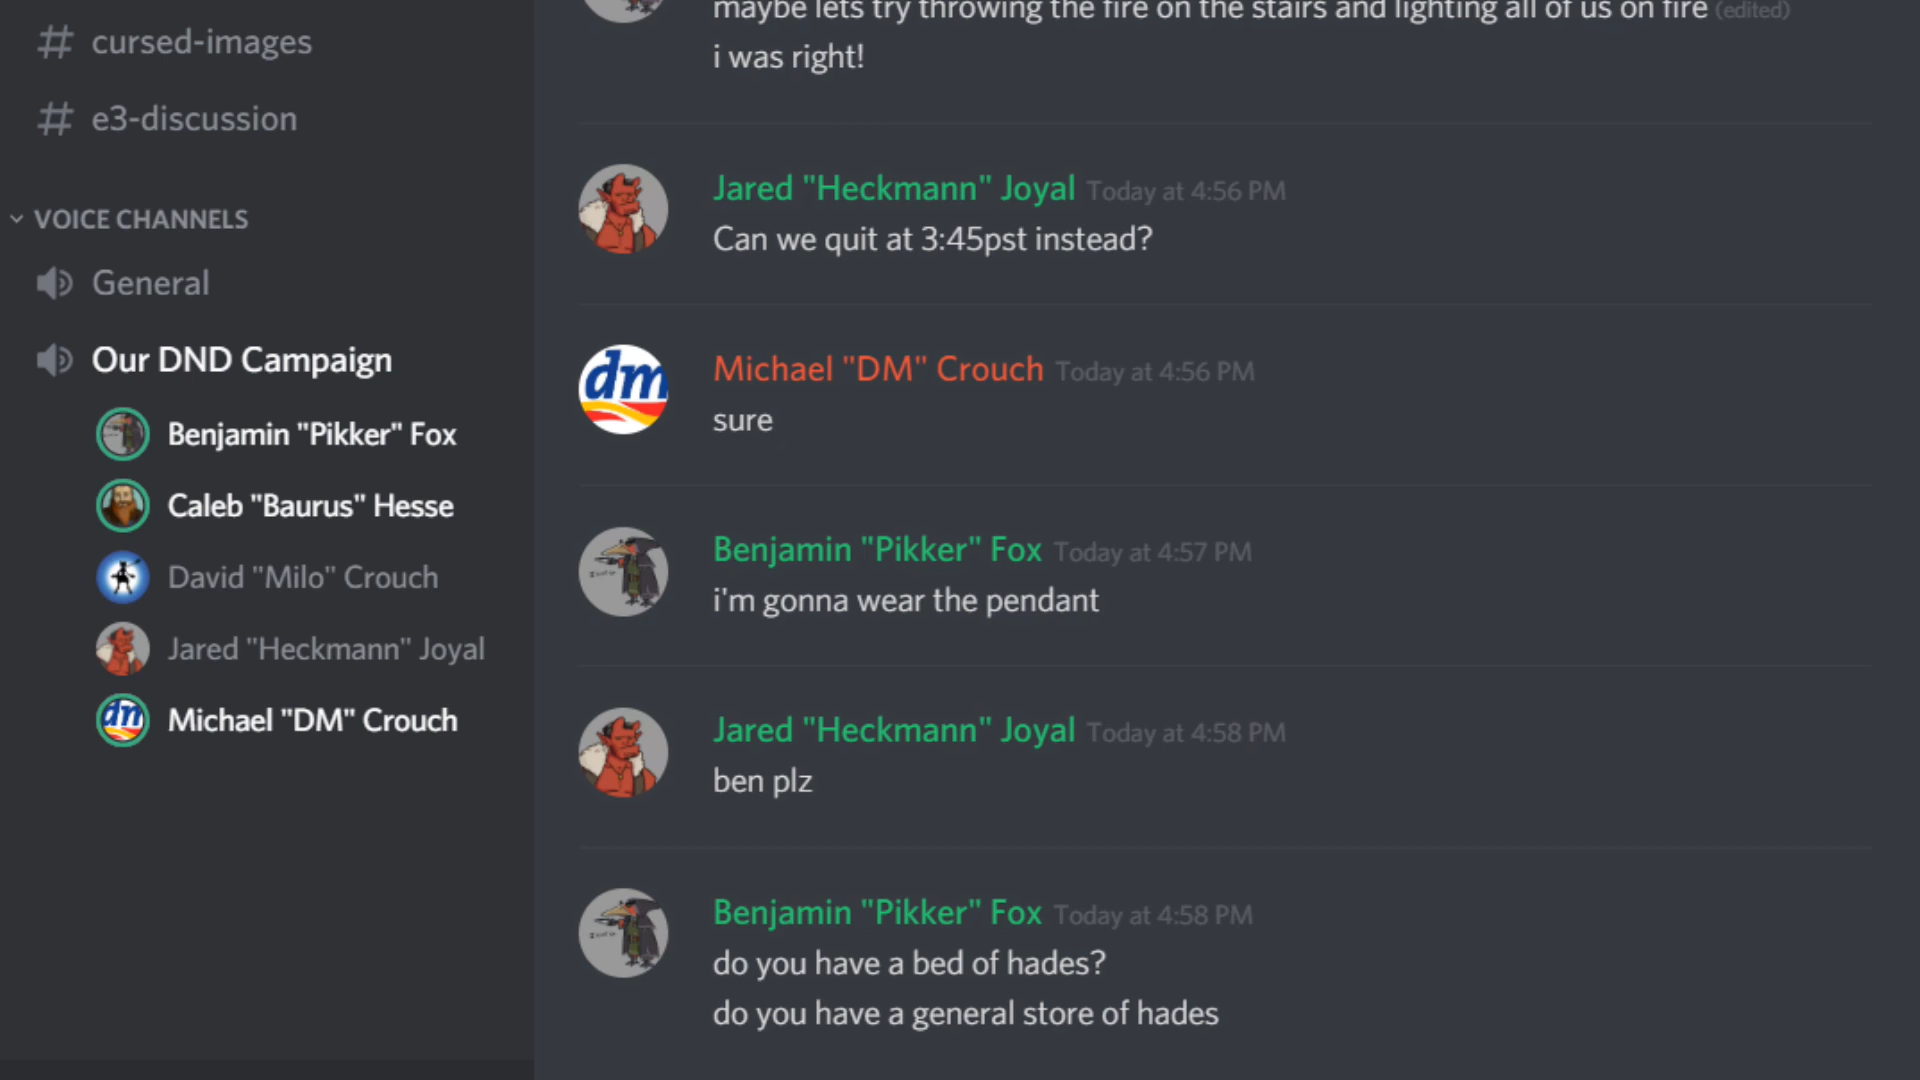 cursed-images
e3-discussion
VOICE CHANNELS
General
Our DND Campaign
Benjamin "Pikker" Fox
Caleb "Baurus" Hesse
David "Milo" Crouch
Jared "Heckmann" Joyal
Michael "DM" Crouch
maybe lets try throwing the fire on the stairs and lighting all of us on fire (edited)
i was right!
Jared "Heckmann" Joyal Today at 4:56 PM
Can we quit at 3:45pst instead?
dm
Michael "DM" Crouch Today at 4:56 PM
sure
Benjamin "Pikker" Fox Today at 4:57 PM
i'm gonna wear the pendant
Jared "Heckmann" Joyal Today at 4:58 PM
ben plz
Benjamin "Pikker" Fox Today at 4:58 PM
do you have a bed of hades?
do you have a general store of hades